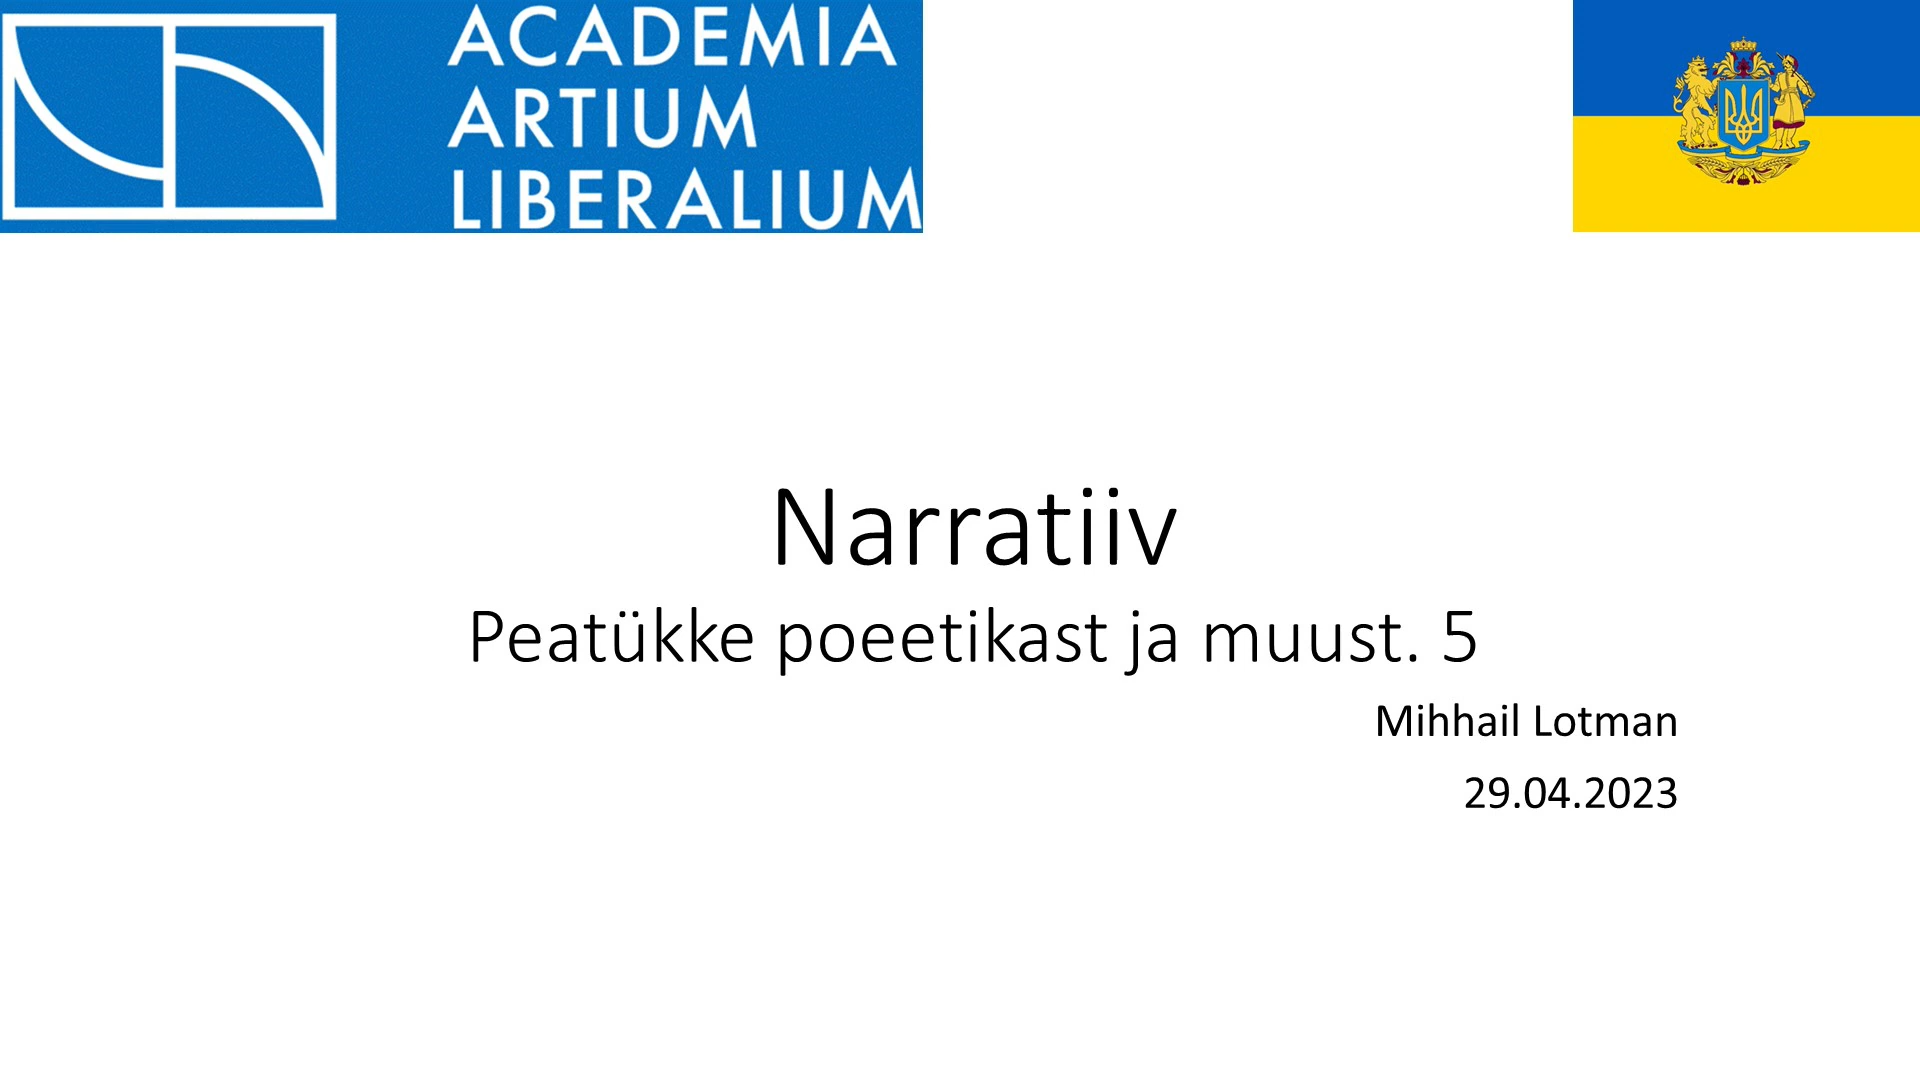 ACADEMIA
ARTIUM
LIBERALIUM
Narratiiv
Peatükke poeetikast ja muust. 5
Mihhail Lotman
29.04.2023